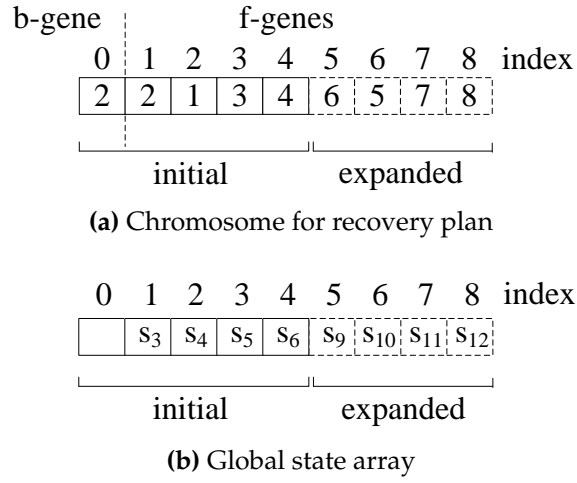 b-gene f-genes
0 1 2 3 4 5 6 7 8 index
2 2 1 3 4 6 5 7 8
initial expanded
(a) Chromosome for recovery plan
0 1 2 3 4 5 6 7 8 index
s₃ s₄ s₅ s₆ s₉ s₁₀ s₁₁ s₁₂
initial expanded
(b) Global state array